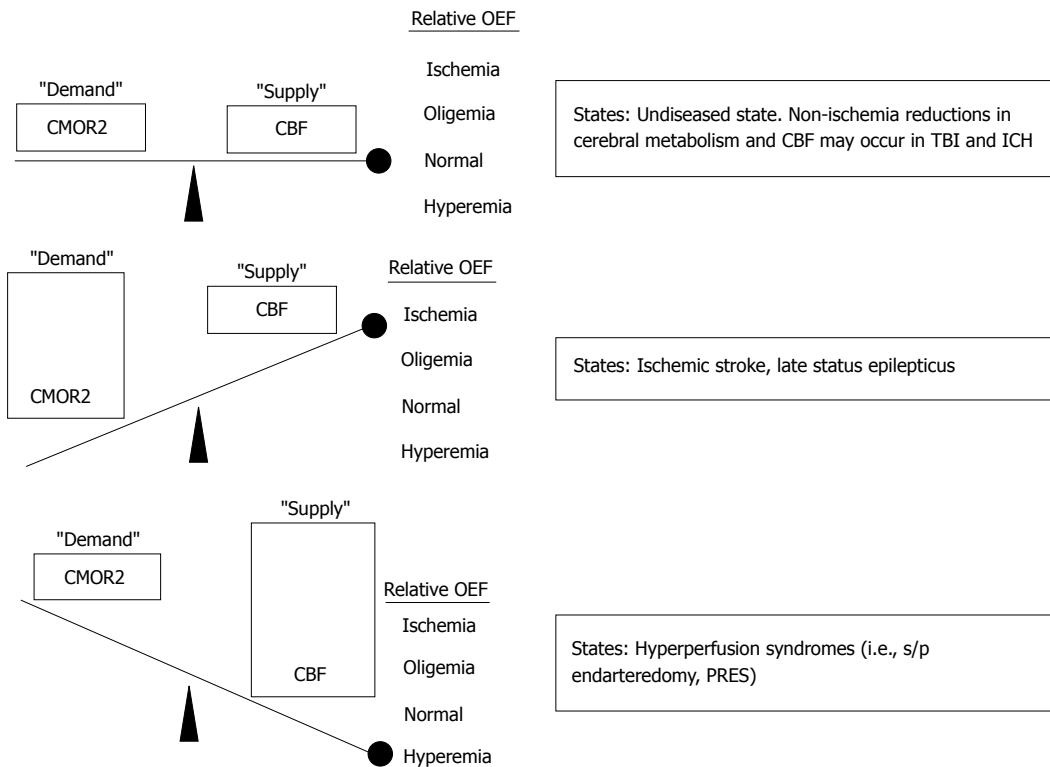 Relative OEF
Ischemia
"Demand"
"Supply"
Oligemia
CMOR2
CBF
Normal
Hyperemia
States: Undiseased state. Non-ischemia reductions in
cerebral metabolism and CBF may occur in TBI and ICH
"Demand"
"Supply"
Relative OEF
CBF
Ischemia
Oligemia
CMOR2
Normal
Hyperemia
States: Ischemic stroke, late status epilepticus
"Supply"
"Demand"
CMOR2
Relative OEF
Ischemia
CBF
Oligemia
Normal
Hyperemia
States: Hyperperfusion syndromes (i.e., s/p
endarteredomy, PRES)